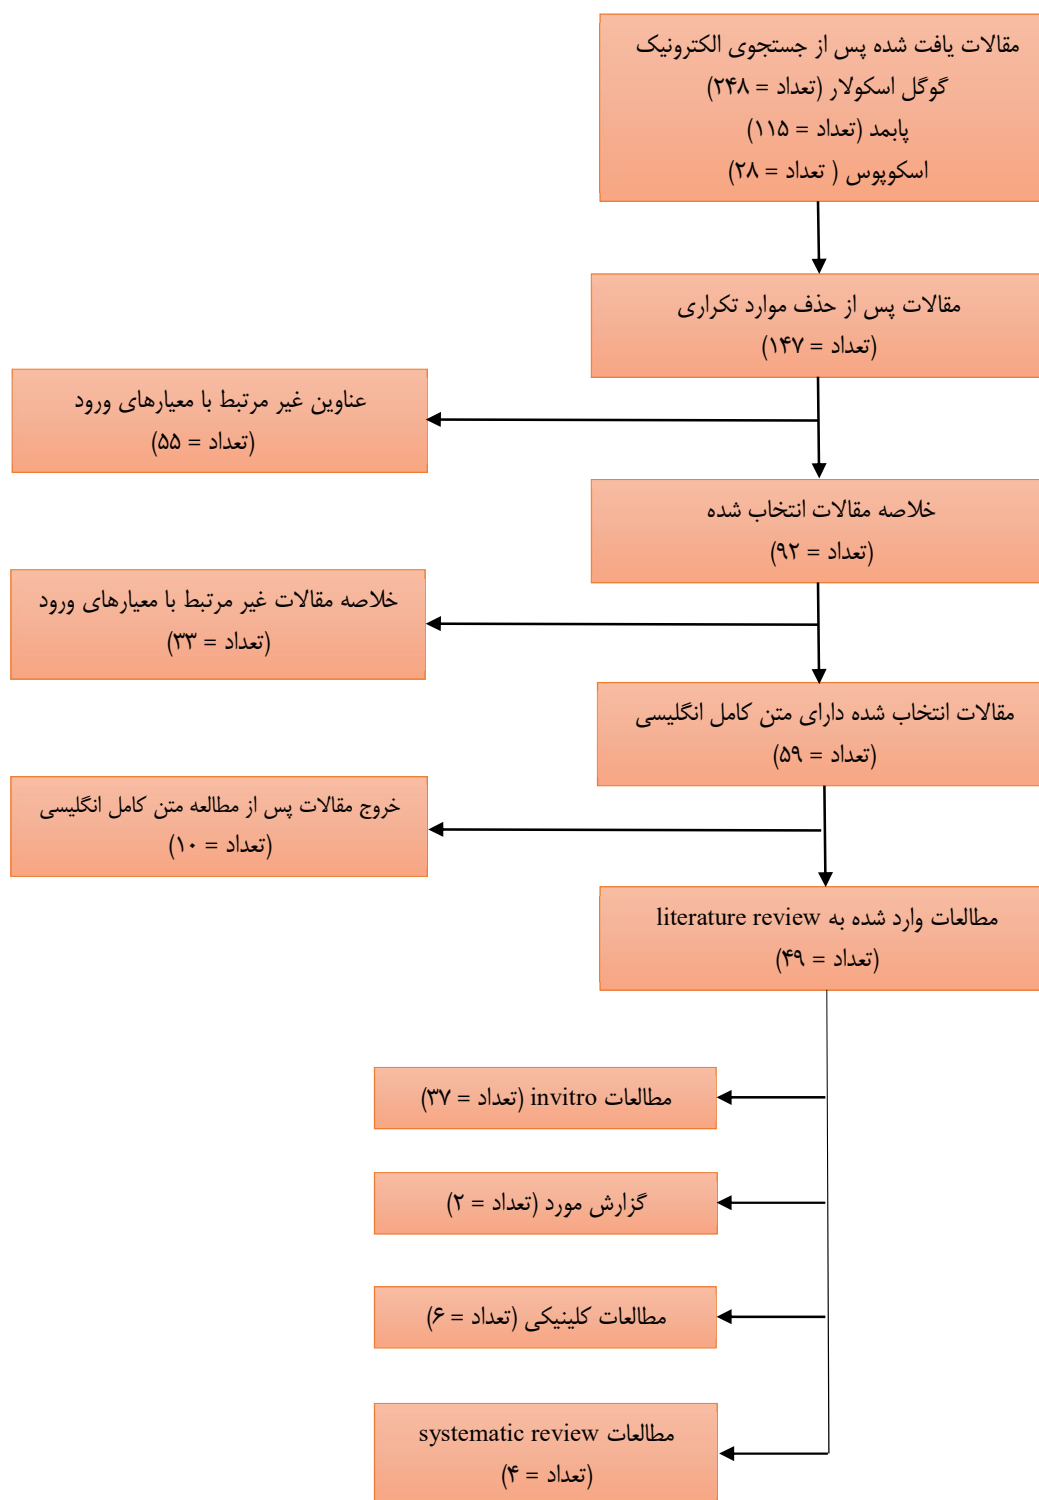 مقالات یافت شده پس از جستجوی الکترونیک
گوگل اسکولار (تعداد = ۲۴۸)
پابمد (تعداد = ۱۱۵)
اسکوپوس ( تعداد = ۲۸)
مقالات پس از حذف موارد تکراری
(تعداد = ۱۴۷)
عناوین غیر مرتبط با معیارهای ورود
(تعداد = ۵۵)
خلاصه مقالات انتخاب شده
(تعداد = ۹۲)
خلاصه مقالات غیر مرتبط با معیارهای ورود
(تعداد = ۳۳)
مقالات انتخاب شده دارای متن کامل انگلیسی
(تعداد = ۵۹)
خروج مقالات پس از مطالعه متن کامل انگلیسی
(تعداد = ۱۰)
مطالعات وارد شده به literature review
(تعداد = ۴۹)
مطالعات invitro (تعداد = ۳۷)
گزارش مورد (تعداد = ۲)
مطالعات کلینیکی (تعداد = ۶)
مطالعات systematic review
(تعداد = ۴)